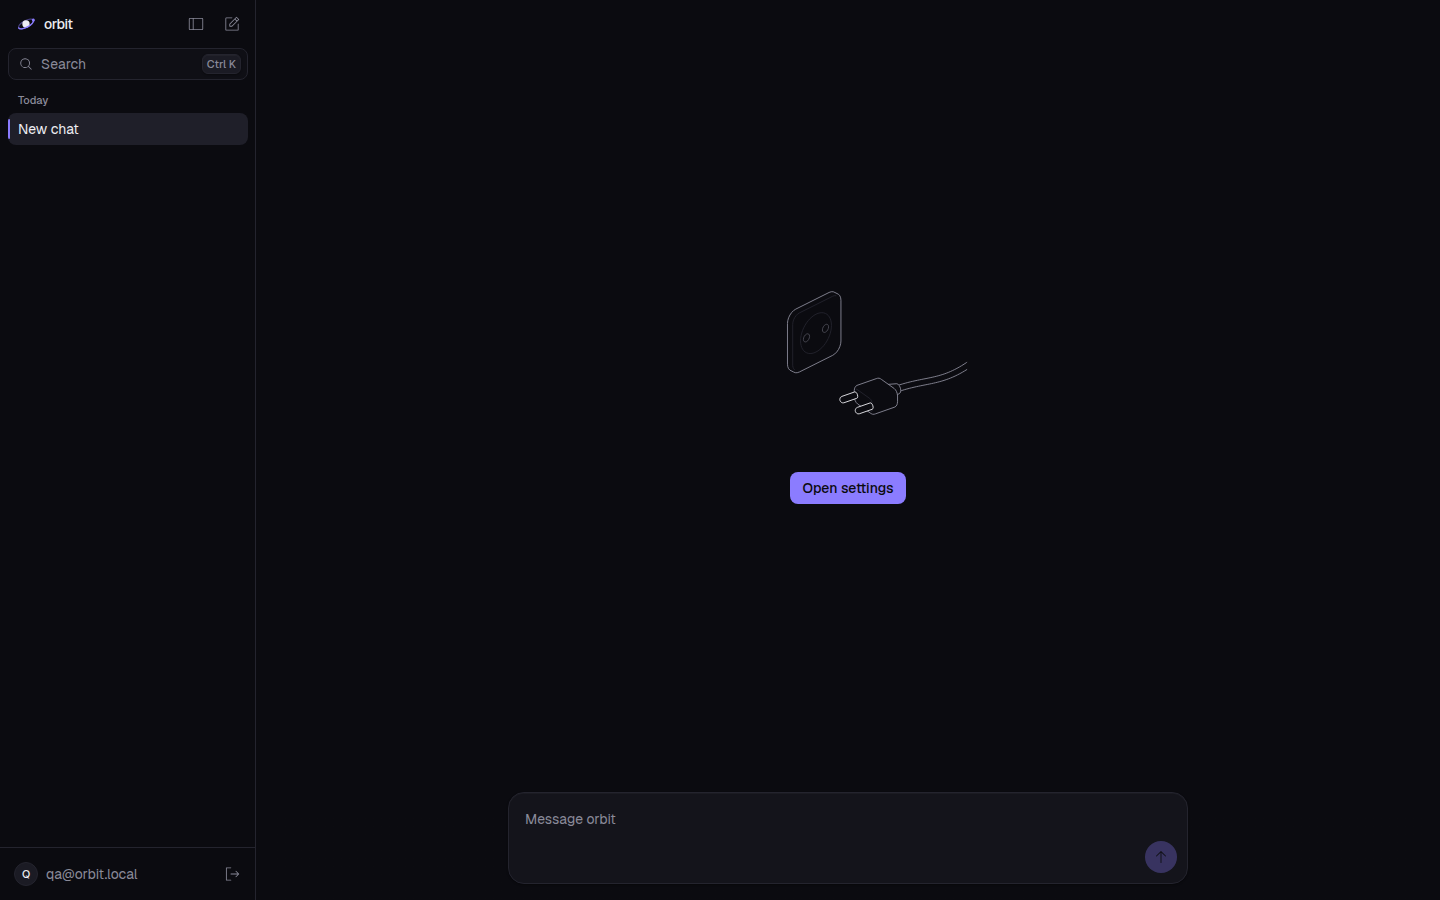 orbit
Search
Ctrl K
Today
New chat
Open settings
Message orbit
Q
qa@orbit.local